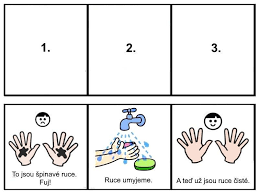 1.
2.
3.
To jsou špinavé ruce.
Fuj!
Ruce umyjeme.
A teď už jsou ruce čisté.